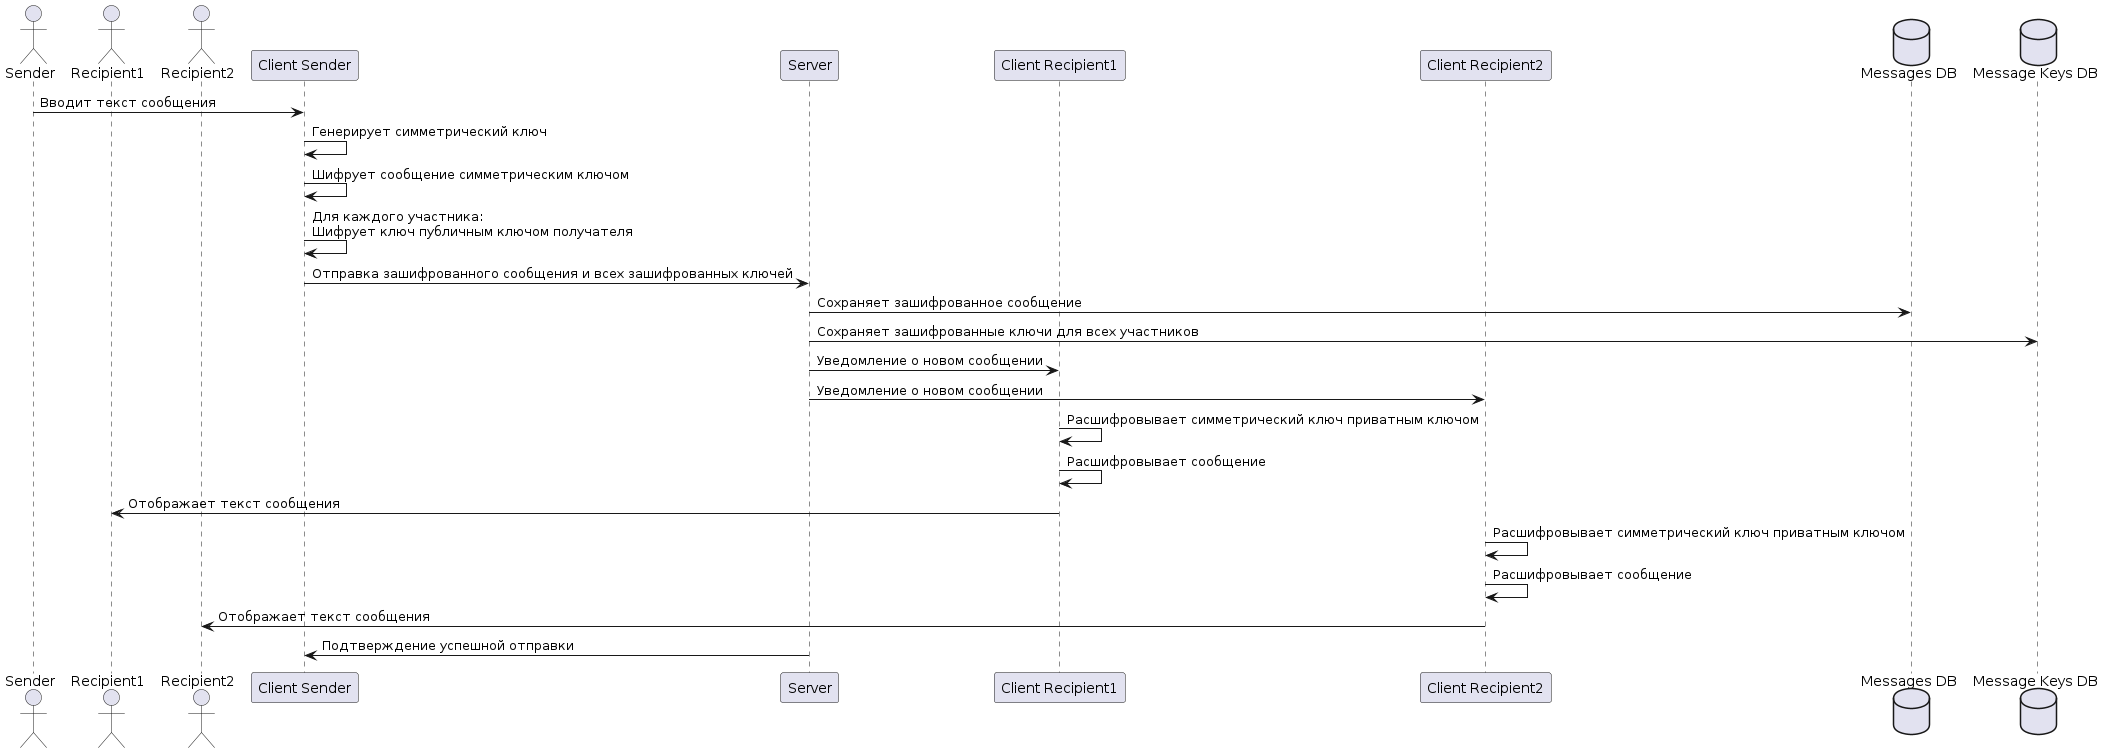 Sender
Recipient1
Recipient2
Client Sender
Server
Client Recipient1
Client Recipient2
Messages DB
Message Keys DB
Вводит текст сообщения
Генерирует симметрический ключ
Шифрует сообщение симметрическим ключом
Для каждого участника:
Шифрует ключ публичным ключом получателя
Отправка зашифрованного сообщения и всех зашифрованных ключей
Сохраняет зашифрованное сообщение
Сохраняет зашифрованные ключи для всех участников
Уведомление о новом сообщении
Уведомление о новом сообщении
Расшифровывает симметрический ключ приватным ключом
Расшифровывает сообщение
Отображает текст сообщения
Расшифровывает симметрический ключ приватным ключом
Расшифровывает сообщение
Отображает текст сообщения
Подтверждение успешной отправки
Sender
Recipient1
Recipient2
Client Sender
Server
Client Recipient1
Client Recipient2
Messages DB
Message Keys DB